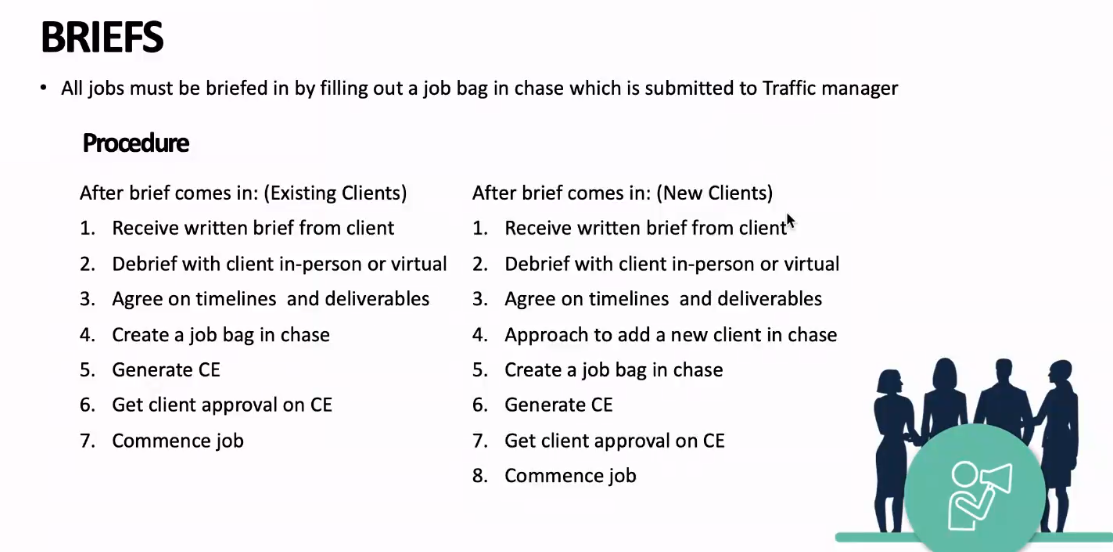 BRIEFS
• All jobs must be briefed in by filling out a job bag in chase which is submitted to Traffic manager
Procedure
After brief comes in: (Existing Clients)
1. Receive written brief from client
2. Debrief with client in-person or virtual
3. Agree on timelines  and deliverables
4. Create a job bag in chase
5. Generate CE
6. Get client approval on CE
7. Commence job
After brief comes in: (New Clients)
1. Receive written brief from client
2. Debrief with client in-person or virtual
3. Agree on timelines  and deliverables
4. Approach to add a new client in chase
5. Create a job bag in chase
6. Generate CE
7. Get client approval on CE
8. Commence job